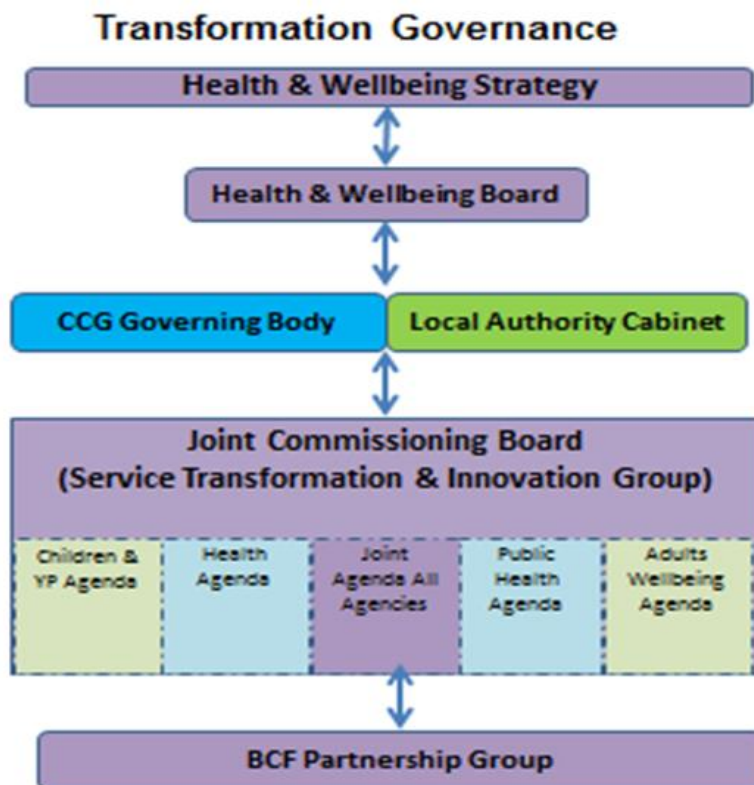 Transformation Governance
Health & Wellbeing Strategy
Health & Wellbeing Board
CCG Governing Body
Local Authority Cabinet
Joint Commissioning Board
(Service Transformation & Innovation Group)
Children &
YP Agenda
Health
Agenda
Joint
Agenda All
Agencies
Public
Health
Agenda
Adults
Wellbeing
Agenda
BCF Partnership Group